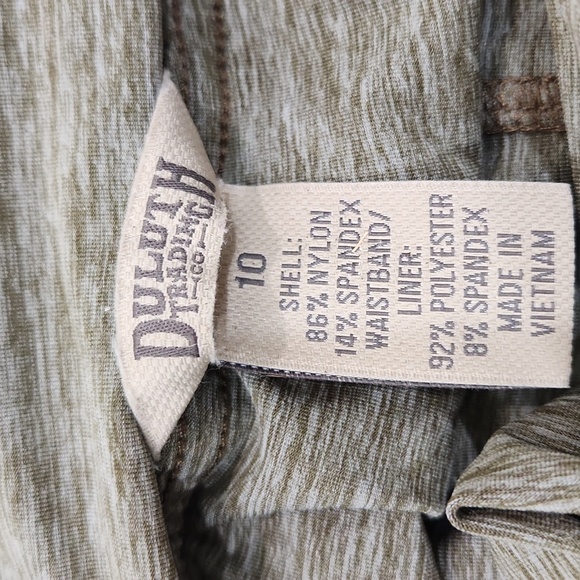 DULUTH
TRADING
CO
10
SHELL:
86% NYLON
14% SPANDEX
WAISTBAND/
LINER:
92% POLYESTER
8% SPANDEX
MADE IN
VIETNAM